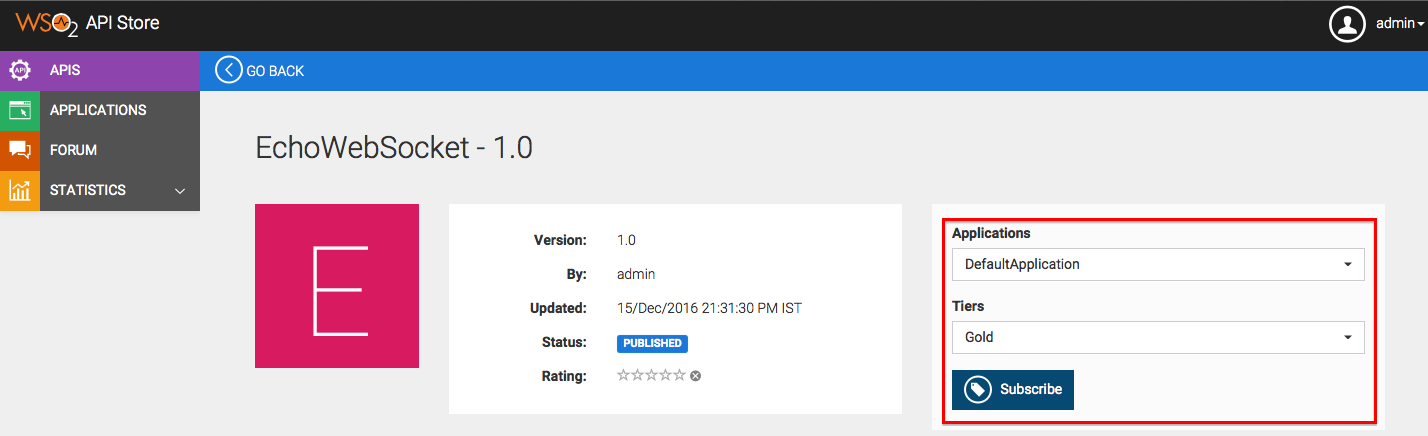 WSO2 API Store
admin
APIS
GO BACK
APPLICATIONS
FORUM
STATISTICS
EchoWebSocket - 1.0
E
Version: 1.0
By: admin
Updated: 15/Dec/2016 21:31:30 PM IST
Status: PUBLISHED
Rating:
Applications
DefaultApplication
Tiers
Gold
Subscribe